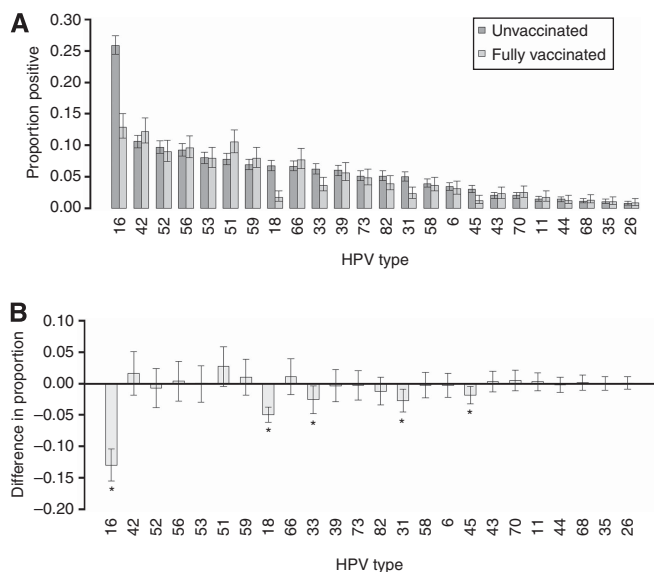 A
0.30
0.25
0.20
0.15
0.10
0.05
0.00
Proportion positive
Unvaccinated
Fully vaccinated
16 42 52 56 53 51 59 18 66 33 39 73 82 31 58 6 45 43 70 11 44 68 35 26
HPV type
B
0.10
0.05
0.00
−0.05
−0.10
−0.15
−0.20
Difference in proportion
* * * * *
16 42 52 56 53 51 59 18 66 33 39 73 82 31 58 6 45 43 70 11 44 68 35 26
HPV type